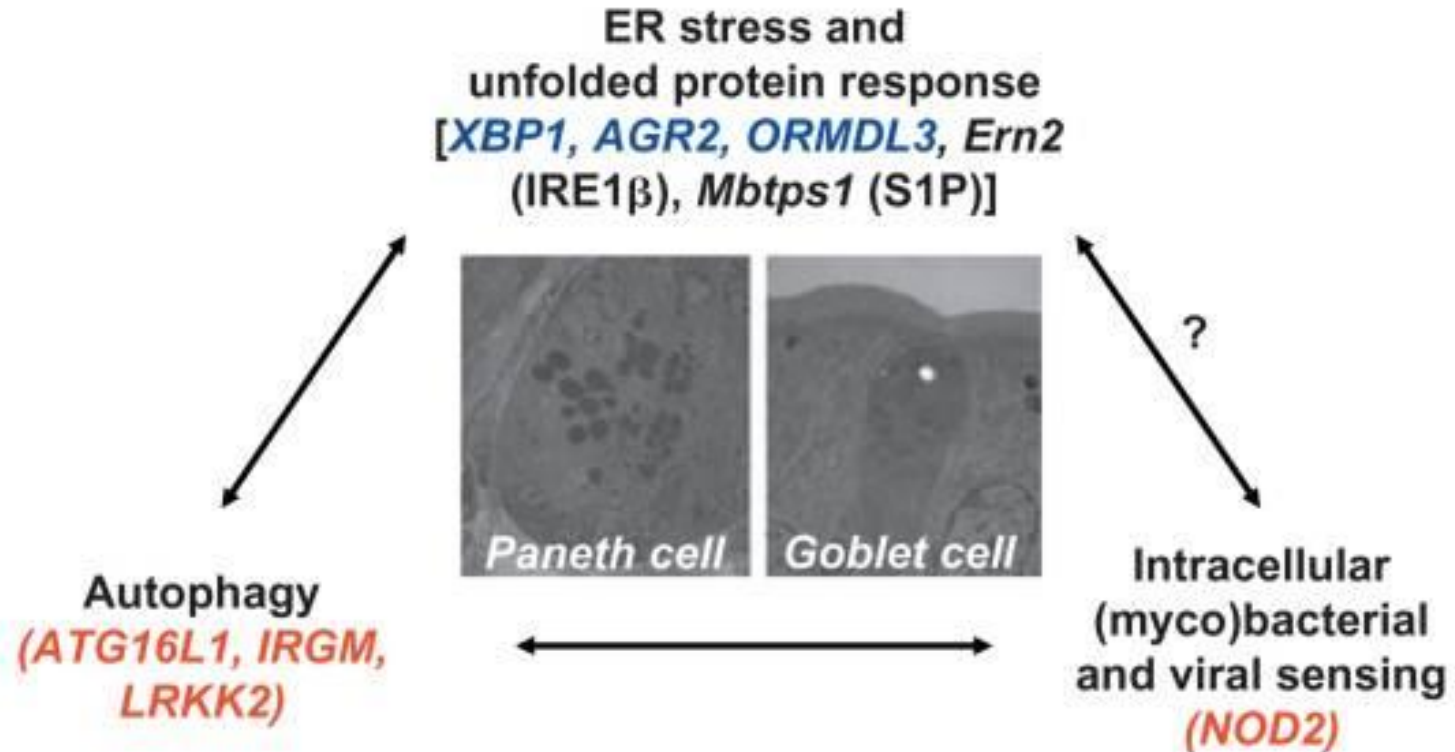 ER stress and
unfolded protein response
[XBP1, AGR2, ORMDL3, Ern2
(IRE1β), Mbtps1 (S1P)]
?
Paneth cell
Goblet cell
Autophagy
(ATG16L1, IRGM,
LRKK2)
Intracellular
(myco)bacterial
and viral sensing
(NOD2)